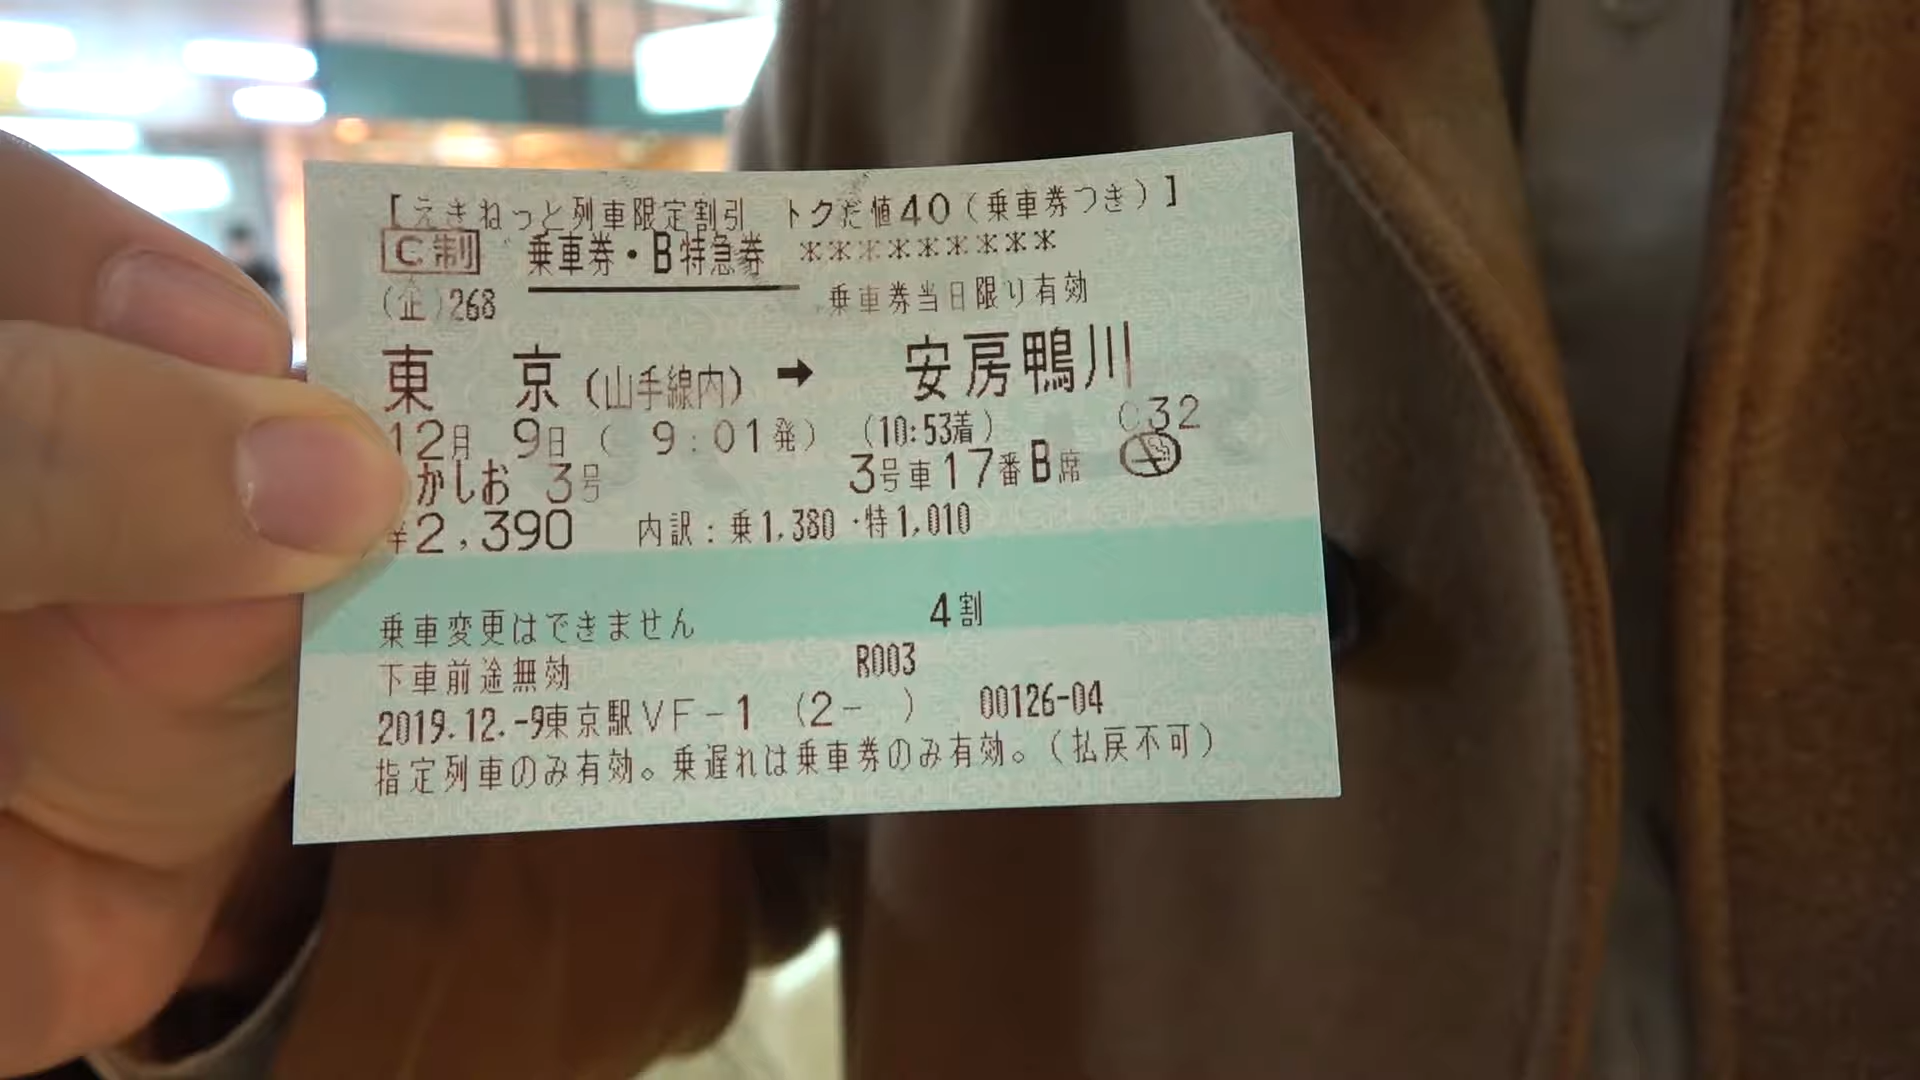 【えきねっと列車限定割引 トクだ値40（乗車券つき）】
C制 乗車券・B特急券 *********
(企)268 乗車券当日限り有効
東 京(山手線内) ➡ 安房鴨川
12月 9日 ( 9:01発) (10:53着) C32
かしお 3号 3号車17番B席
¥2,390 内訳:乗1,380・特1,010
乗車変更はできません 4割
下車前途無効 R003
2019.12.-9東京駅VF-1 (2- ) 00126-04
指定列車のみ有効。乗遅れは乗車券のみ有効。(払戻不可)